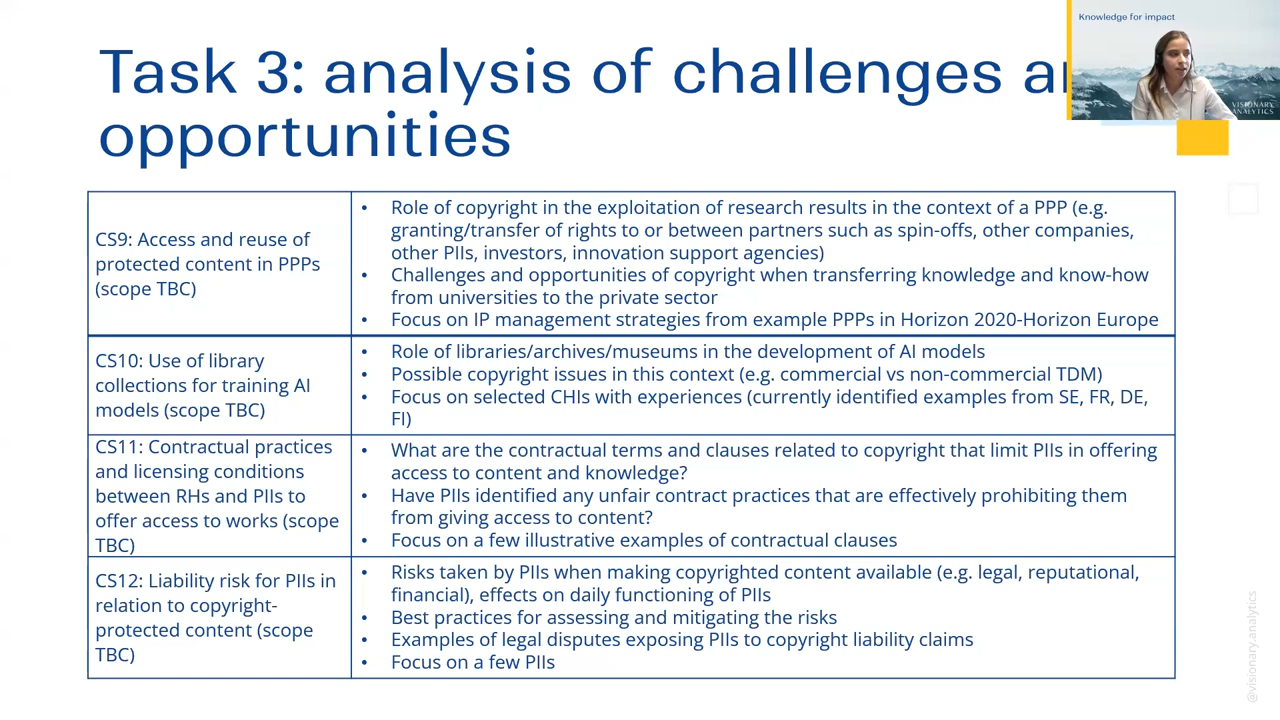 Knowledge for impact
Task 3: analysis of challenges
opportunities
VISIONARY
ANALYTICS
CS9: Access and reuse of
protected content in PPPs
(scope TBC)
• Role of copyright in the exploitation of research results in the context of a PPP (e.g.
granting/transfer of rights to or between partners such as spin-offs, other companies,
other PIIs, investors, innovation support agencies)
• Challenges and opportunities of copyright when transferring knowledge and know-how
from universities to the private sector
• Focus on IP management strategies from example PPPs in Horizon 2020-Horizon Europe
CS10: Use of library
collections for training AI
models (scope TBC)
• Role of libraries/archives/museums in the development of AI models
• Possible copyright issues in this context (e.g. commercial vs non-commercial TDM)
• Focus on selected CHIs with experiences (currently identified examples from SE, FR, DE,
FI)
CS11: Contractual practices
and licensing conditions
between RHs and PIIs to
offer access to works (scope
TBC)
• What are the contractual terms and clauses related to copyright that limit PIIs in offering
access to content and knowledge?
• Have PIIs identified any unfair contract practices that are effectively prohibiting them
from giving access to content?
• Focus on a few illustrative examples of contractual clauses
CS12: Liability risk for PIIs in
relation to copyright-
protected content (scope
TBC)
• Risks taken by PIIs when making copyrighted content available (e.g. legal, reputational,
financial), effects on daily functioning of PIIs
• Best practices for assessing and mitigating the risks
• Examples of legal disputes exposing PIIs to copyright liability claims
• Focus on a few PIIs
@visionary.analytics